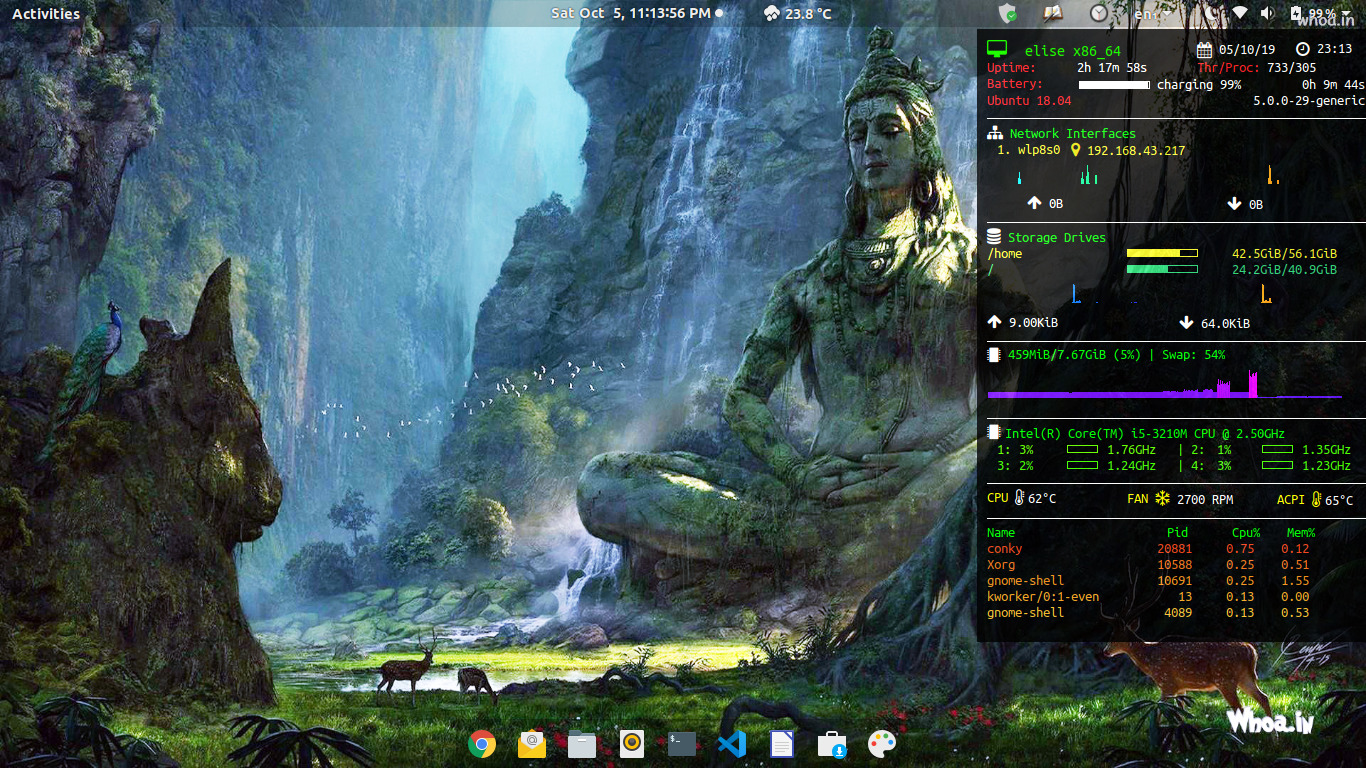 Activities
Sat Oct 5, 11:13:56 PM
23.8 °C
en
99 %
whoa.in
elise x86_64
05/10/19
23:13
Uptime: 2h 17m 58s
Thr/Proc: 733/305
Battery: charging 99% 0h 9m 44s
Ubuntu 18.04 5.0.0-29-generic
Network Interfaces
1. wlp8s0 192.168.43.217
0B 0B
Storage Drives
/home 42.5GiB/56.1GiB
/ 24.2GiB/40.9GiB
9.00KiB 64.0KiB
459MiB/7.67GiB (5%) | Swap: 54%
Intel(R) Core(TM) i5-3210M CPU @ 2.50GHz
1: 3% 1.76GHz | 2: 1% 1.35GHz
3: 2% 1.24GHz | 4: 3% 1.23GHz
CPU 62°C FAN 2700 RPM ACPI 65°C
Name Pid Cpu% Mem%
conky 20881 0.75 0.12
Xorg 10588 0.25 0.51
gnome-shell 10691 0.25 1.55
kworker/0:1-even 13 0.13 0.00
gnome-shell 4089 0.13 0.53
Whoa.in